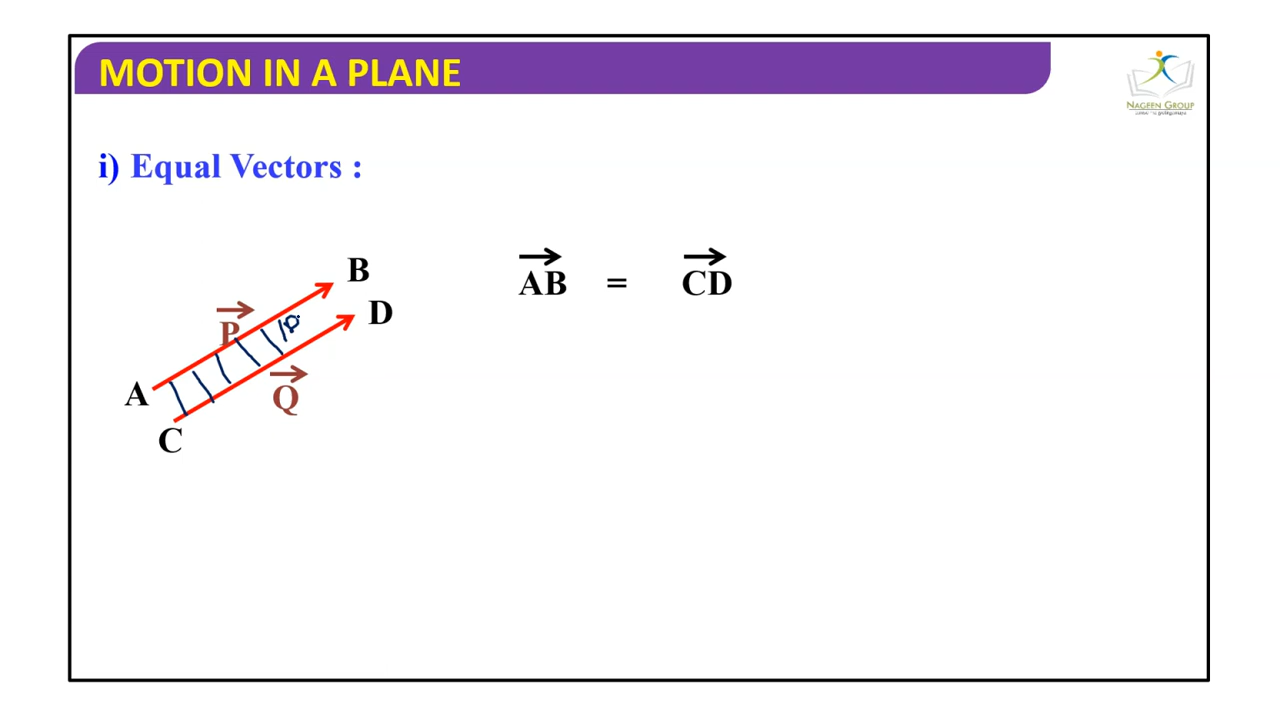 MOTION IN A PLANE
NAGEEN GROUP
i) Equal Vectors :
B
AB = CD
D
P
A
Q
C